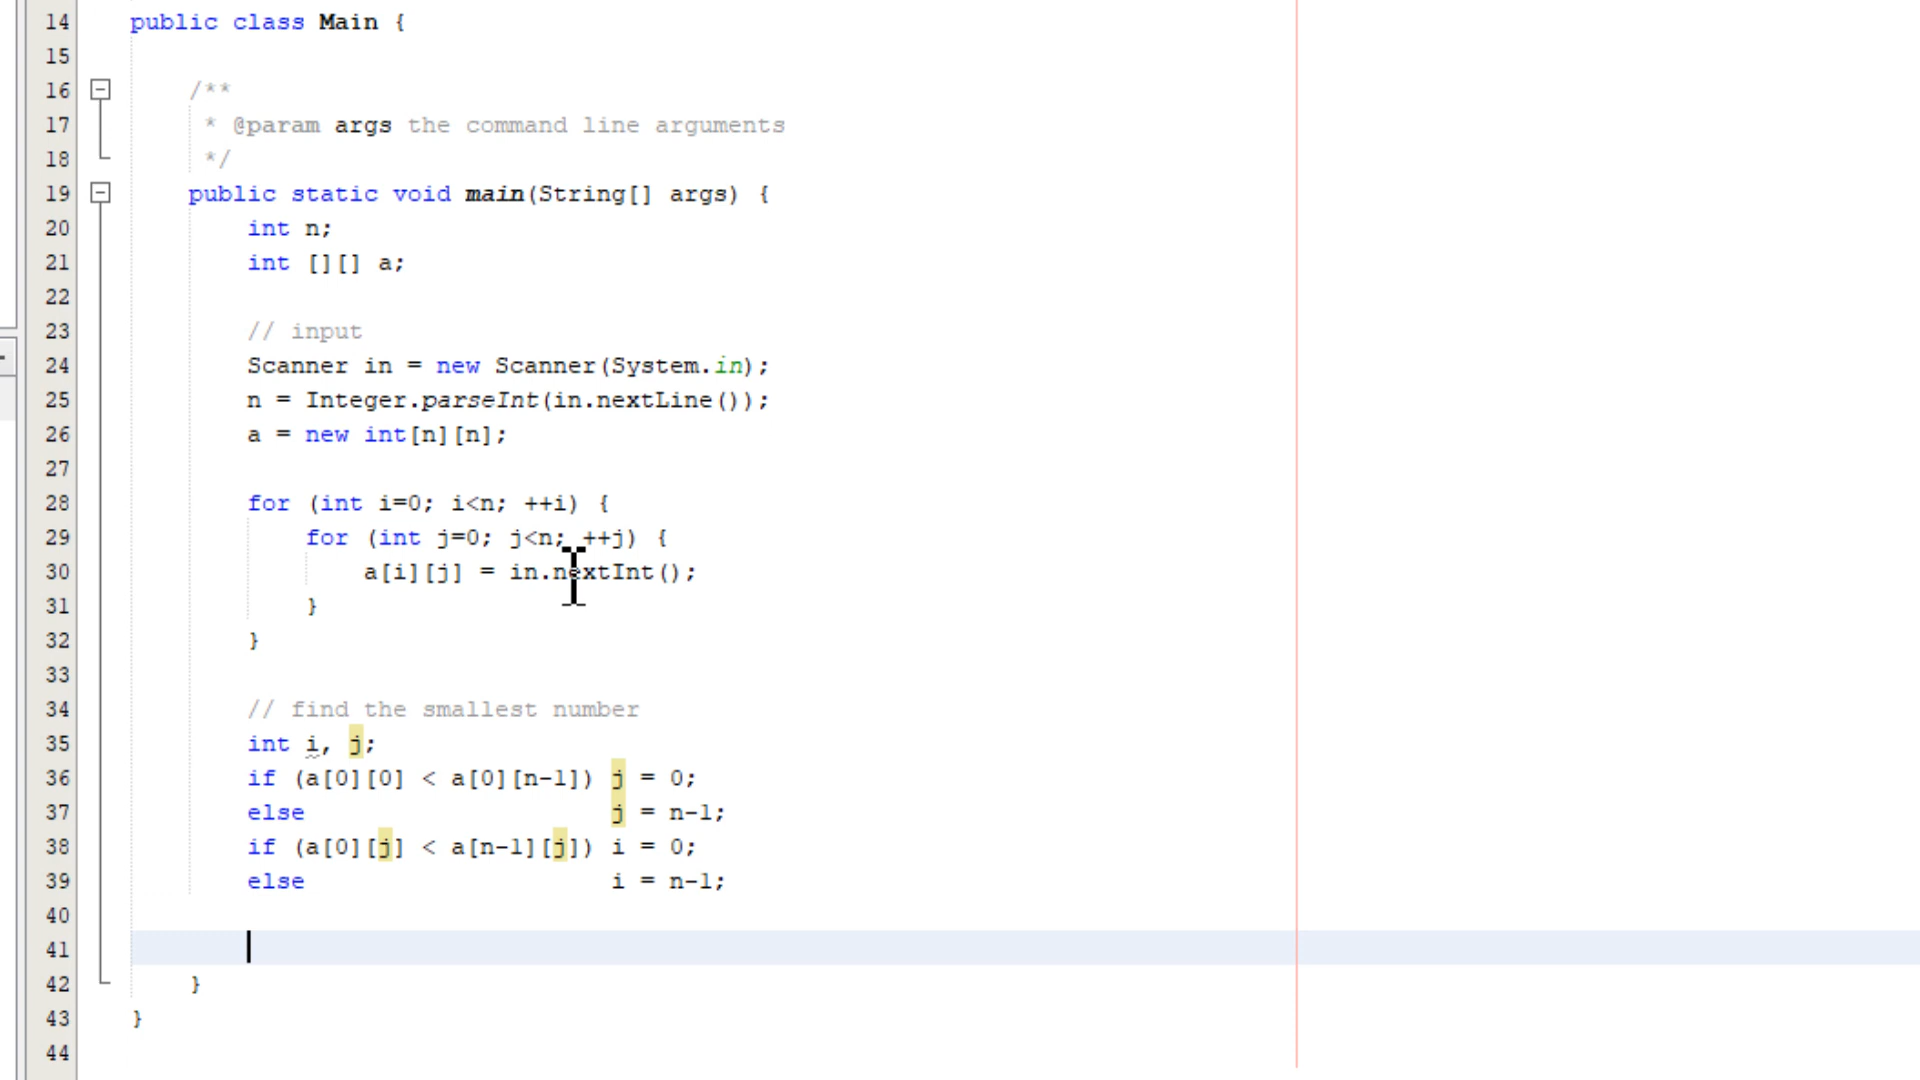 14 public class Main {
15
16 /**
17 * @param args the command line arguments
18 */
19 public static void main(String[] args) {
20 int n;
21 int [][] a;
22
23 // input
24 Scanner in = new Scanner(System.in);
25 n = Integer.parseInt(in.nextLine());
26 a = new int[n][n];
27
28 for (int i=0; i<n; ++i) {
29 for (int j=0; j<n; ++j) {
30 a[i][j] = in.nextInt();
31 }
32 }
33
34 // find the smallest number
35 int i, j;
36 if (a[0][0] < a[0][n-1]) j = 0;
37 else j = n-1;
38 if (a[0][j] < a[n-1][j]) i = 0;
39 else i = n-1;
40
41
42 }
43 }
44